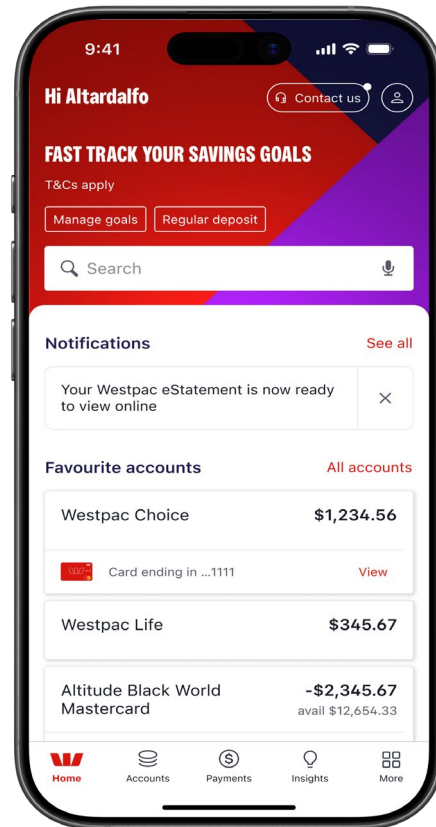 9:41
Hi Altardalfo
Contact us
FAST TRACK YOUR SAVINGS GOALS
T&Cs apply
Manage goals
Regular deposit
Search
Notifications
See all
Your Westpac eStatement is now ready
to view online
Favourite accounts
All accounts
Westpac Choice
$1,234.56
Card ending in ...1111
View
Westpac Life
$345.67
Altitude Black World
Mastercard
-$2,345.67
avail $12,654.33
Home
Accounts
Payments
Insights
More